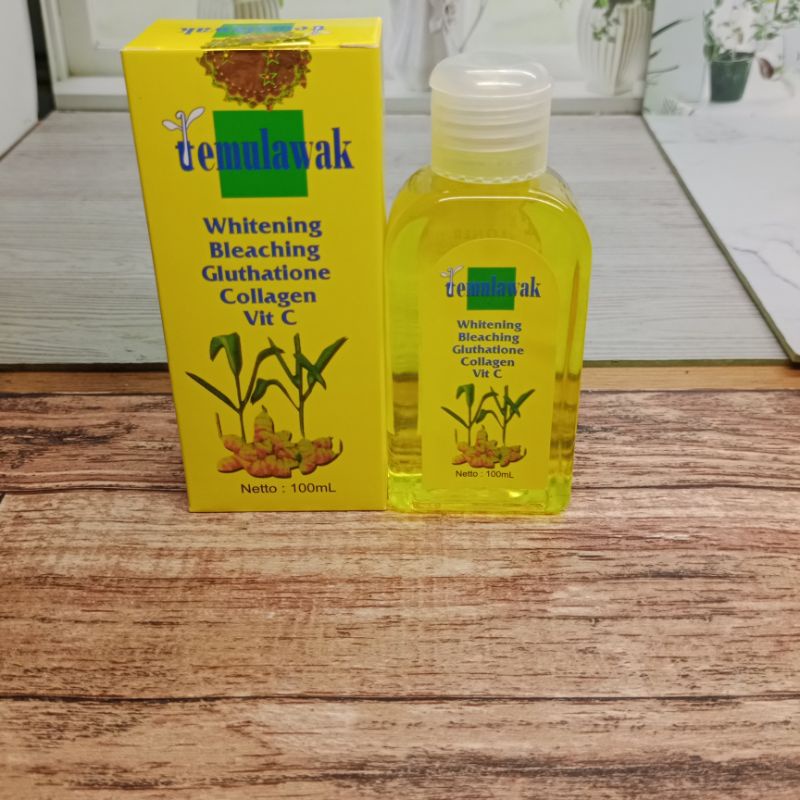 temulawak
Whitening
Bleaching
Gluthatione
Collagen
Vit C
Netto : 100mL
temulawak
Whitening
Bleaching
Gluthatione
Collagen
Vit C
Netto : 100mL